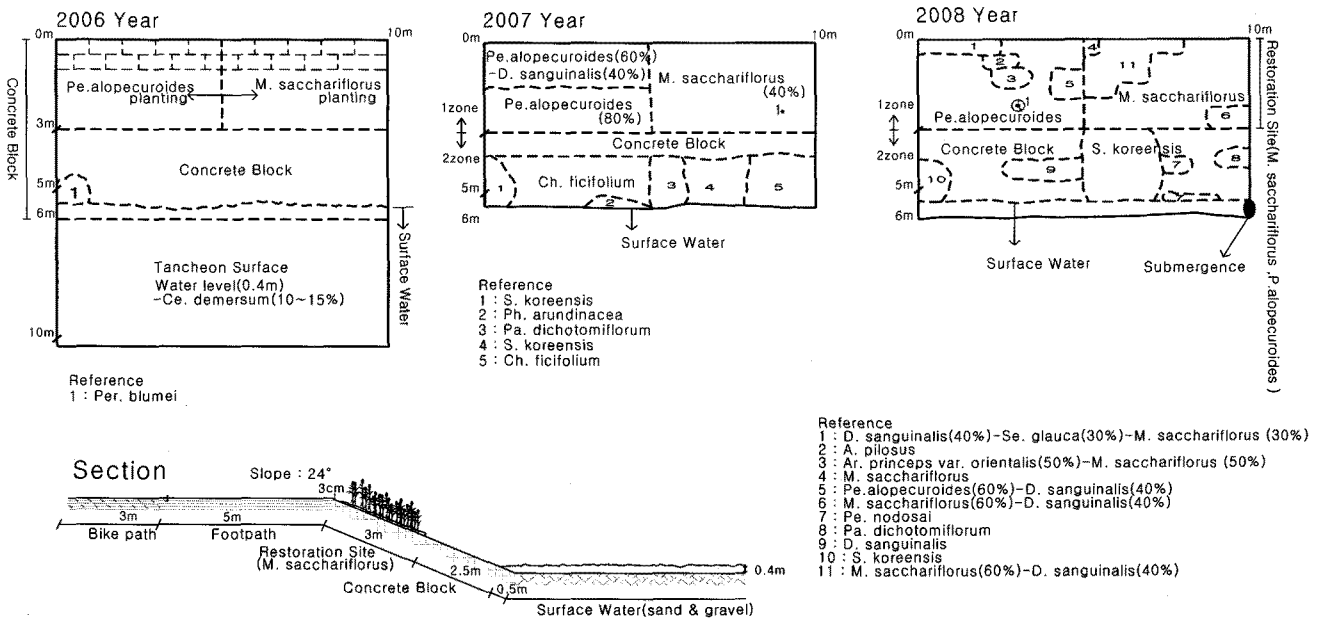 2006 Year
0m
10m
Concrete Block
Pe.alopecuroides
planting
M. sacchariflorus
planting
3m
Concrete Block
5m
1
6m
Surface Water
Tancheon Surface
Water level(0.4m)
-Ce. demersum(10~15%)
10m
Reference
1 : Per. blumei
2007 Year
0m
10m
Pe.alopecuroides(60%)
-D. sanguinalis(40%)
M. sacchariflorus
(40%)
Pe.alopecuroides
(80%)
1
1zone
Concrete Block
2zone
1
Ch. ficifolium
2
3
4
5
5m
6m
Surface Water
Reference
1 : S. koreensis
2 : Ph. arundinacea
3 : Pa. dichotomiflorum
4 : S. koreensis
5 : Ch. ficifolium
2008 Year
0m
10m
1
2
3
4
5
11
M. sacchariflorus
1
1zone
Pe.alopecuroides
6
2zone
Concrete Block
S. koreensis
7
8
9
10
5m
6m
Surface Water
Submergence
Restoration Site(M. sacchariflorus ,P.alopecuroides )
Reference
1 : D. sanguinalis(40%)-Se. glauca(30%)-M. sacchariflorus (30%)
2 : A. pilosus
3 : Ar. princeps var. orientalis(50%)-M. sacchariflorus (50%)
4 : M. sacchariflorus
5 : Pe.alopecuroides(60%)-D. sanguinalis(40%)
6 : M. sacchariflorus(60%)-D. sanguinalis(40%)
7 : Pe. nodosai
8 : Pa. dichotomiflorum
9 : D. sanguinalis
10 : S. koreensis
11 : M. sacchariflorus(60%)-D. sanguinalis(40%)
Section
Slope : 24°
3cm
3m
5m
Bike path
Footpath
3m
Restoration Site
(M. sacchariflorus)
2.5m
Concrete Block
0.5m
0.4m
Surface Water(sand & gravel)